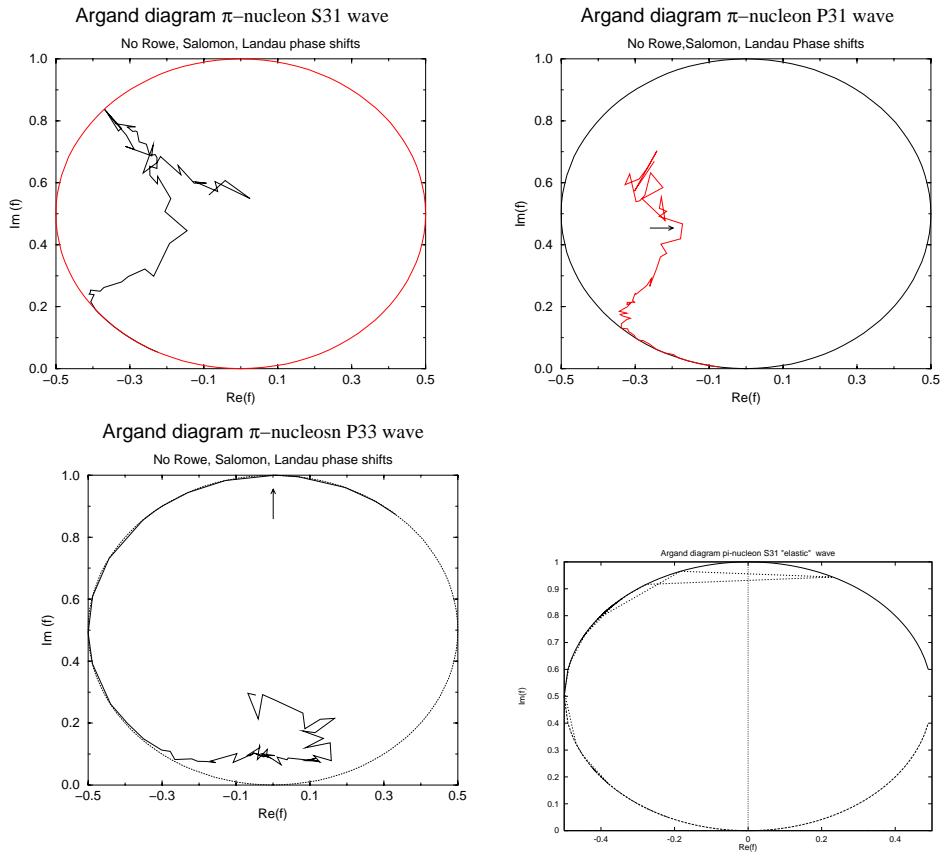 Argand diagram π−nucleon S31 wave
No Rowe, Salomon, Landau phase shifts
1.0
0.8
0.6
0.4
0.2
0.0
Im (f)
−0.5 −0.3 −0.1 0.1 0.3 0.5
Re(f)
Argand diagram π−nucleon P31 wave
No Rowe,Salomon, Landau Phase shifts
1.0
0.8
0.6
0.4
0.2
0.0
Im(f)
−0.5 −0.3 −0.1 0.1 0.3 0.5
Re(f)
Argand diagram π−nucleosn P33 wave
No Rowe, Salomon, Landau phase shifts
1.0
0.8
0.6
0.4
0.2
0.0
Im (f)
−0.5 −0.3 −0.1 0.1 0.3 0.5
Re(f)
Argand diagram pi-nucleon S31 "elastic" wave
1
0.9
0.8
0.7
0.6
0.5
0.4
0.3
0.2
0.1
0
Im(f)
-0.4 -0.2 0 0.2 0.4
Re(f)